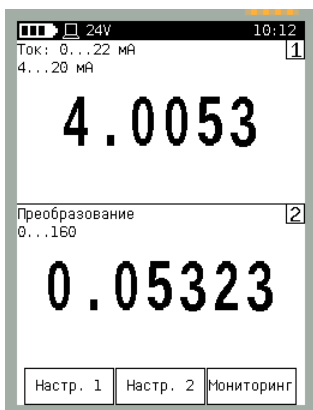 24V 10:12
Ток: 0...22 мА 1
4...20 мА
4.0053
Преобразование 2
0...160
0.05323
Настр. 1 Настр. 2 Мониторинг